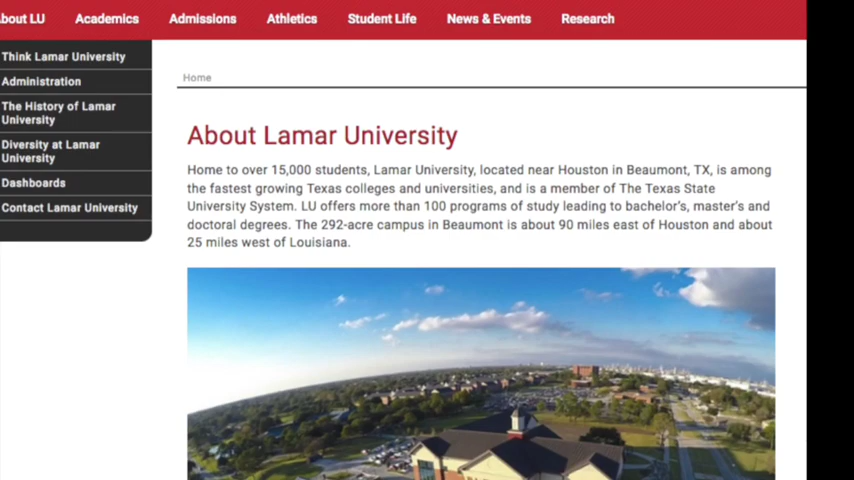 About LU Academics Admissions Athletics Student Life News & Events Research
Think Lamar University
Administration
The History of Lamar
University
Diversity at Lamar
University
Dashboards
Contact Lamar University
Home
About Lamar University
Home to over 15,000 students, Lamar University, located near Houston in Beaumont, TX, is among
the fastest growing Texas colleges and universities, and is a member of The Texas State
University System. LU offers more than 100 programs of study leading to bachelor's, master's and
doctoral degrees. The 292-acre campus in Beaumont is about 90 miles east of Houston and about
25 miles west of Louisiana.